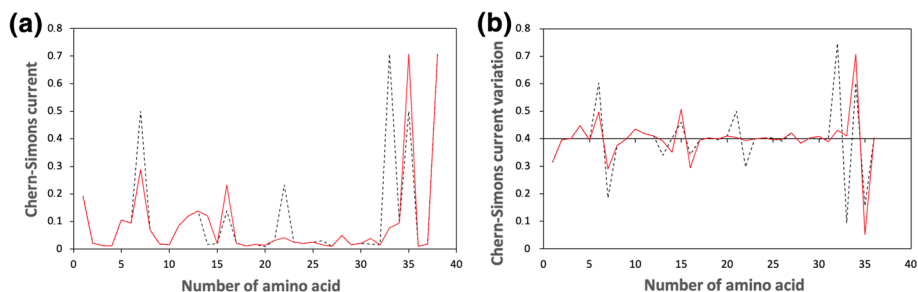 (a)
Chern-Simons current
0.8
0.7
0.6
0.5
0.4
0.3
0.2
0.1
0
0 5 10 15 20 25 30 35 40
Number of amino acid
(b)
Chern-Simons current variation
0.8
0.7
0.6
0.5
0.4
0.3
0.2
0.1
0
0 5 10 15 20 25 30 35 40
Number of amino acid